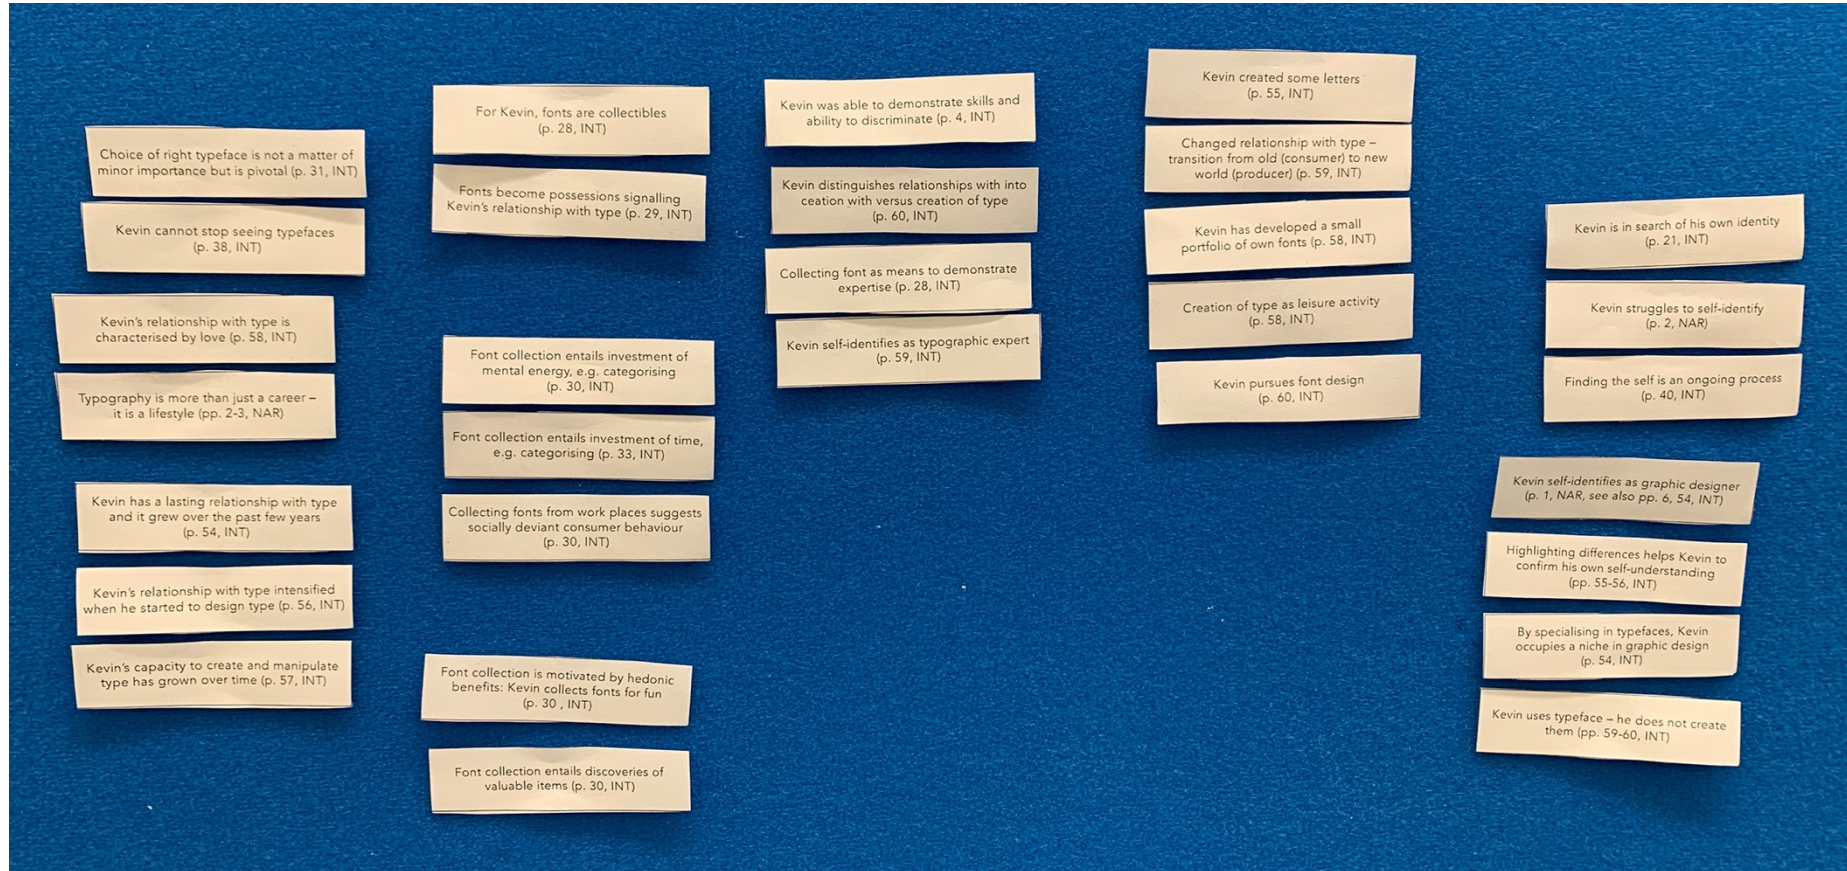 Choice of right typeface is not a matter of
minor importance but is pivotal (p. 31, INT)
Kevin cannot stop seeing typefaces
(p. 38, INT)
Kevin's relationship with type is
characterised by love (p. 58, INT)
Typography is more than just a career –
it is a lifestyle (pp. 2-3, NAR)
Kevin has a lasting relationship with type
and it grew over the past few years
(p. 54, INT)
Kevin's relationship with type intensified
when he started to design type (p. 56, INT)
Kevin's capacity to create and manipulate
type has grown over time (p. 57, INT)
For Kevin, fonts are collectibles
(p. 28, INT)
Fonts become possessions signalling
Kevin's relationship with type (p. 29, INT)
Font collection entails investment of
mental energy, e.g. categorising
(p. 30, INT)
Font collection entails investment of time,
e.g. categorising (p. 33, INT)
Collecting fonts from work places suggests
socially deviant consumer behaviour
(p. 30, INT)
Font collection is motivated by hedonic
benefits: Kevin collects fonts for fun
(p. 30 , INT)
Font collection entails discoveries of
valuable items (p. 30, INT)
Kevin was able to demonstrate skills and
ability to discriminate (p. 4, INT)
Kevin distinguishes relationships with into
ceation with versus creation of type
(p. 60, INT)
Collecting font as means to demonstrate
expertise (p. 28, INT)
Kevin self-identifies as typographic expert
(p. 59, INT)
Kevin created some letters
(p. 55, INT)
Changed relationship with type –
transition from old (consumer) to new
world (producer) (p. 59, INT)
Kevin has developed a small
portfolio of own fonts (p. 58, INT)
Creation of type as leisure activity
(p. 58, INT)
Kevin pursues font design
(p. 60, INT)
Kevin is in search of his own identity
(p. 21, INT)
Kevin struggles to self-identify
(p. 2, NAR)
Finding the self is an ongoing process
(p. 40, INT)
Kevin self-identifies as graphic designer
(p. 1, NAR, see also pp. 6, 54, INT)
Highlighting differences helps Kevin to
confirm his own self-understanding
(pp. 55-56, INT)
By specialising in typefaces, Kevin
occupies a niche in graphic design
(p. 54, INT)
Kevin uses typeface – he does not create
them (pp. 59-60, INT)